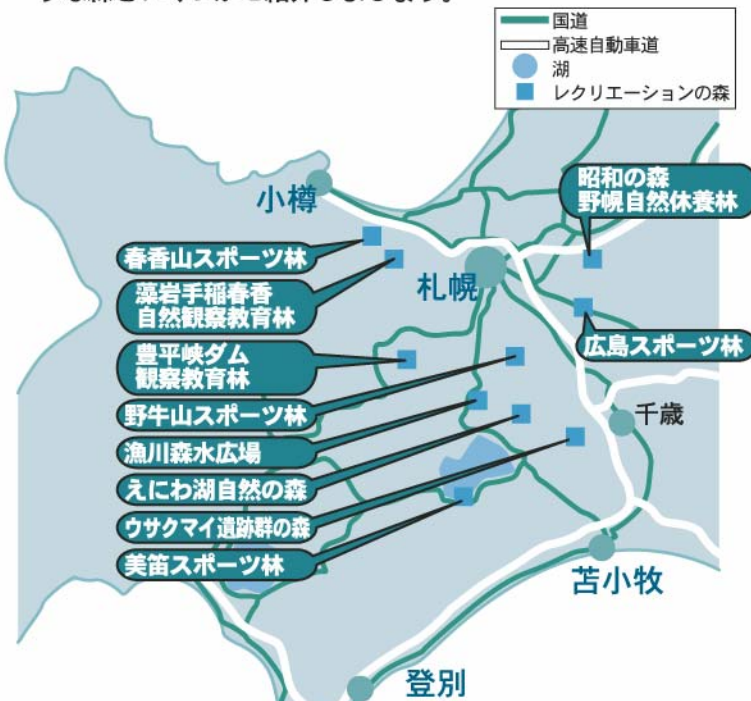 国道
高速自動車道
湖
レクリエーションの森
小樽
昭和の森
野幌自然休養林
春香山スポーツ林
札幌
藻岩手稲春香
自然観察教育林
広島スポーツ林
豊平峡ダム
観察教育林
野牛山スポーツ林
千歳
漁川森水広場
えにわ湖自然の森
ウサクマイ遺跡群の森
美笛スポーツ林
苫小牧
登別